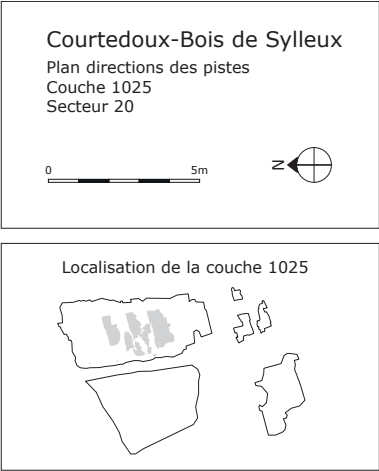 Courtedoux-Bois de Sylleux
Plan directions des pistes
Couche 1025
Secteur 20
0 5m
N
Localisation de la couche 1025